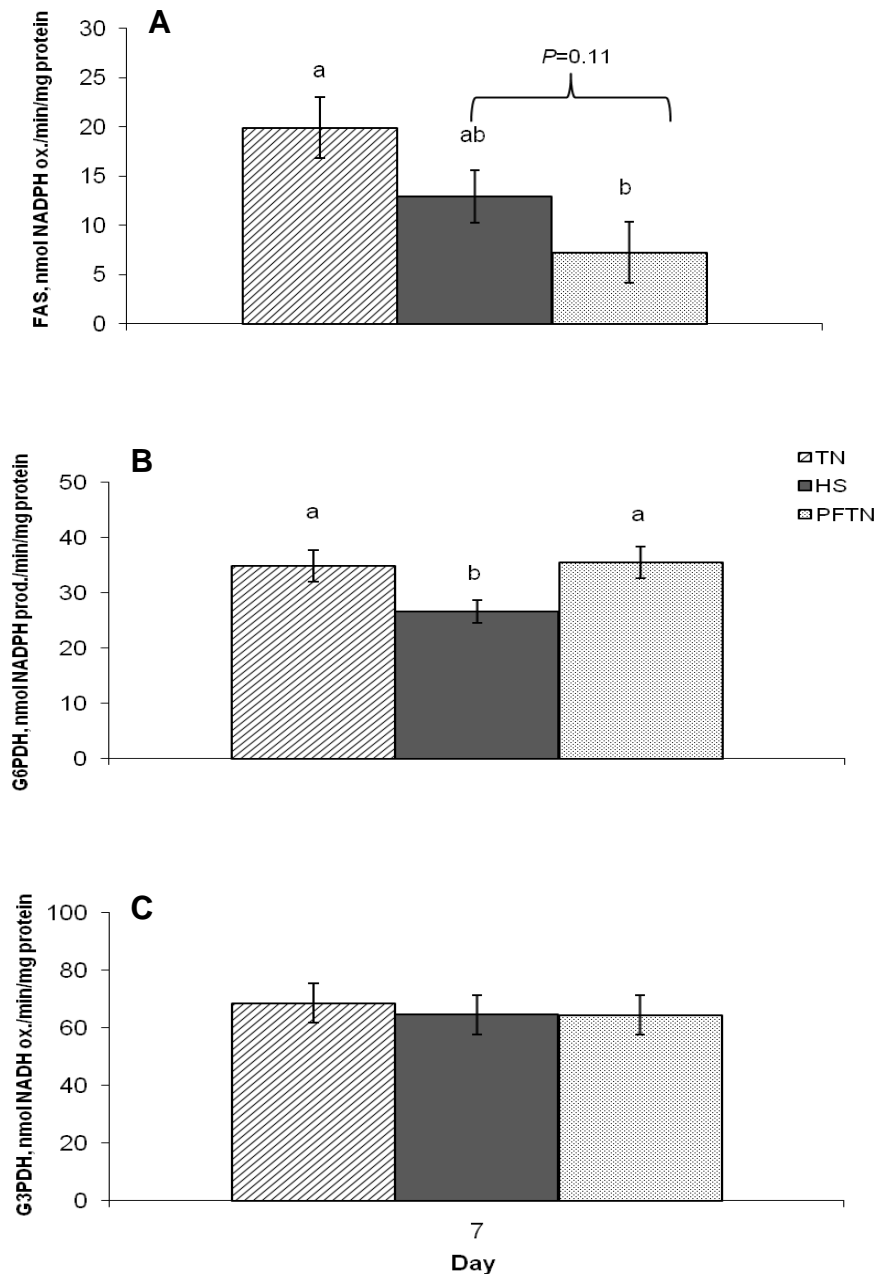 A
FAS, nmol NADPH ox./min/mg protein
30
25
20
15
10
5
0
a
ab
b
P=0.11
B
G6PDH, nmol NADPH prod./min/mg protein
50
40
30
20
10
0
a
b
a
TN
HS
PFTN
C
G3PDH, nmol NADH ox./min/mg protein
100
80
60
40
20
0
7
Day